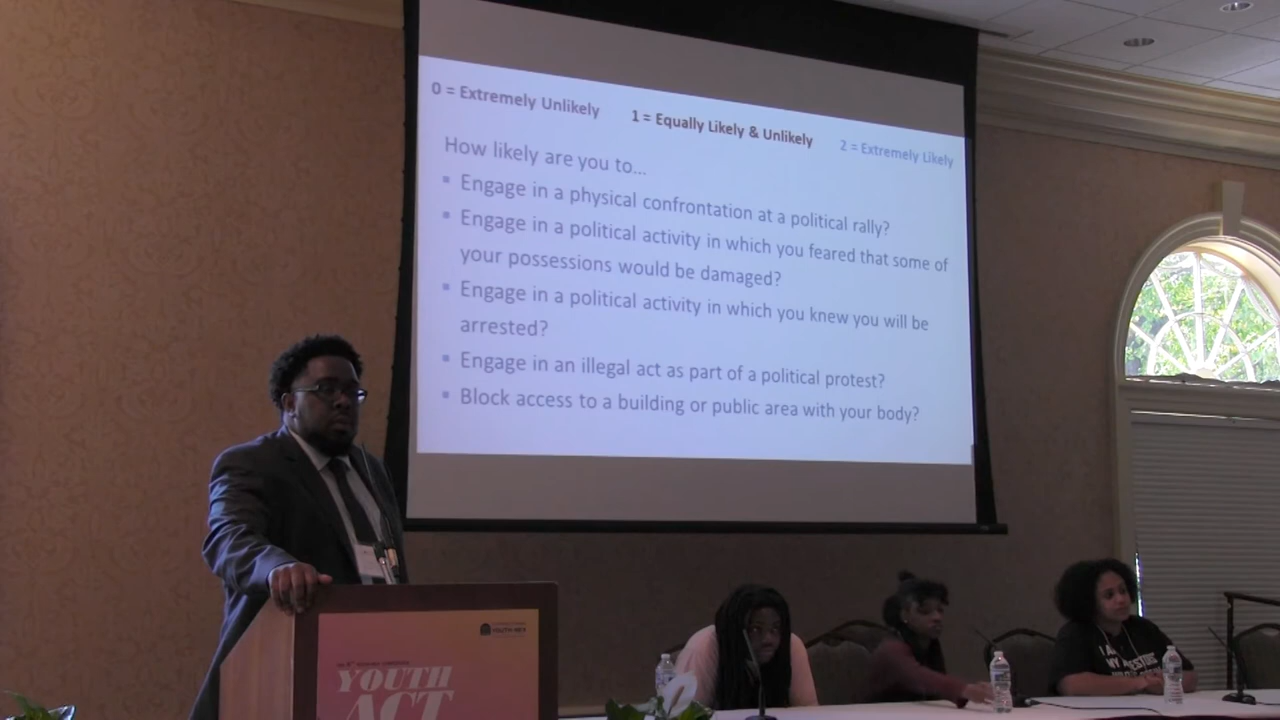 0 = Extremely Unlikely 1 = Equally Likely & Unlikely 2 = Extremely Likely
How likely are you to...
▪ Engage in a physical confrontation at a political rally?
▪ Engage in a political activity in which you feared that some of
your possessions would be damaged?
▪ Engage in a political activity in which you knew you will be
arrested?
▪ Engage in an illegal act as part of a political protest?
▪ Block access to a building or public area with your body?
YOUTH
ACT
I A
MY